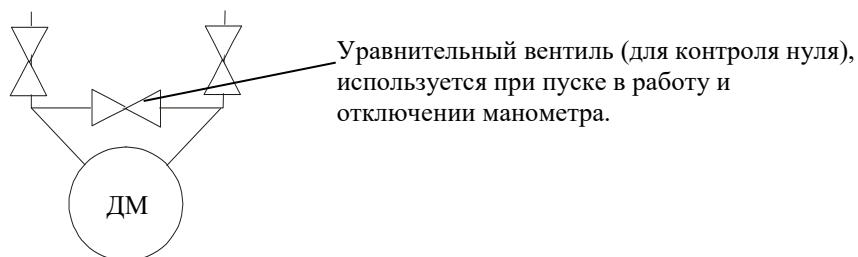 Уравнительный вентиль (для контроля нуля),
используется при пуске в работу и
отключении манометра.
ДМ